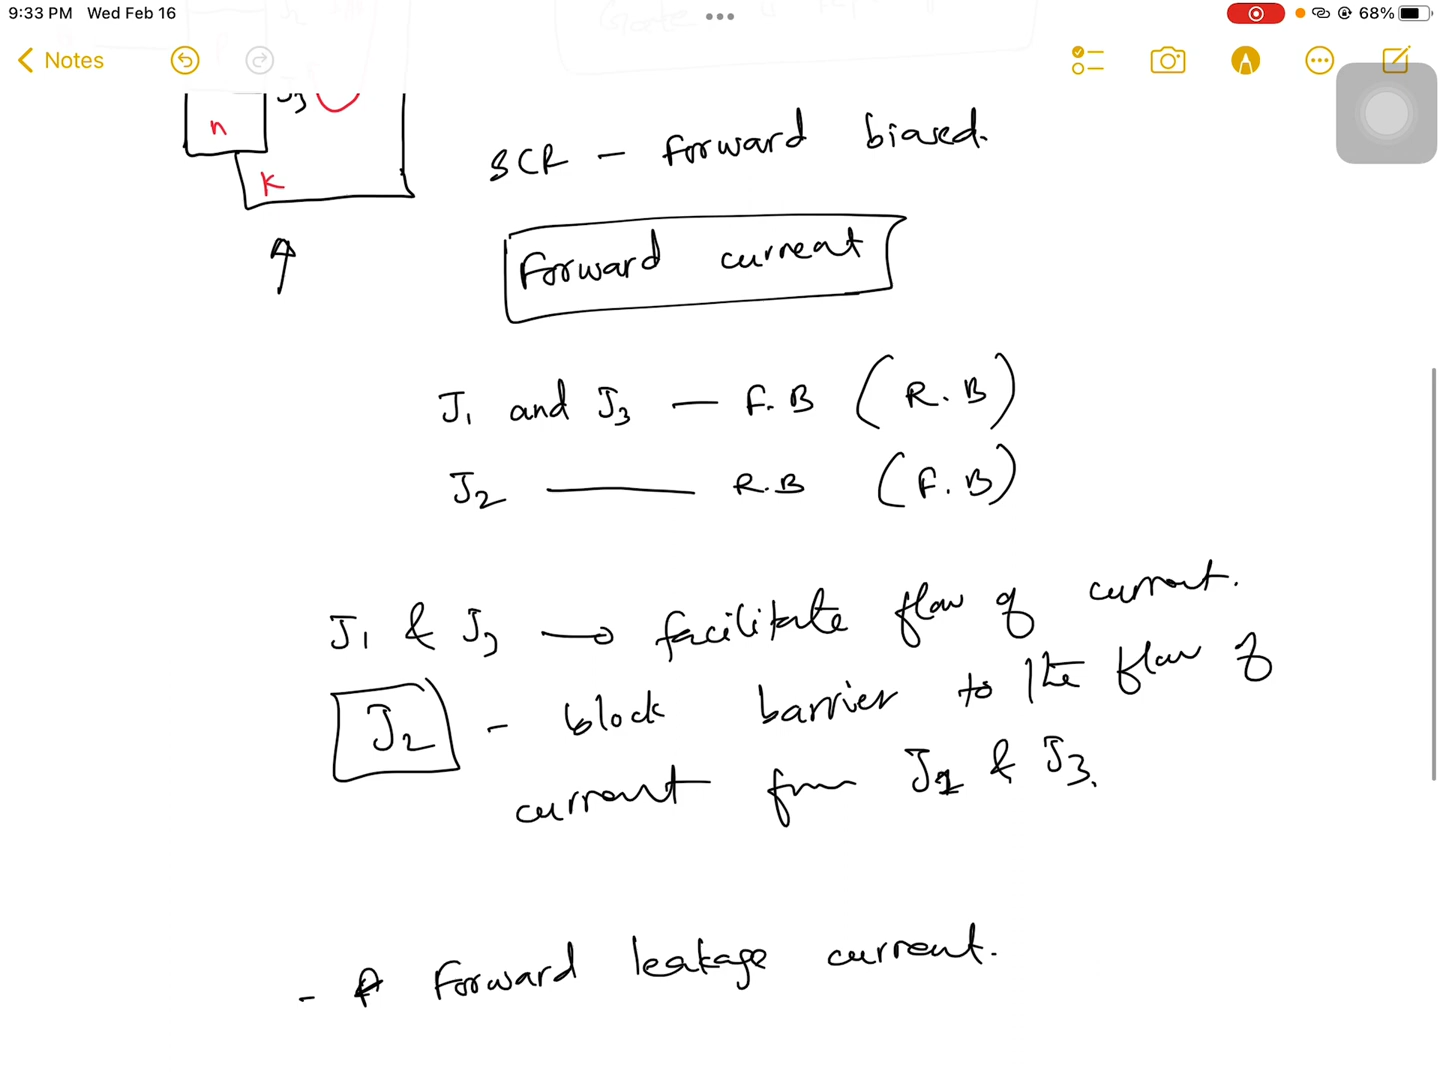 9:33 PM Wed Feb 16
68%
Notes
J3
n
K
SCR - forward biased.
Forward current
J1 and J3 — F.B (R.B)
J2 — R.B (F.B)
J1 & J3 → facilitate flow of current.
J2 - block barrier to the flow of
current from J1 & J3.
- A Forward leakage current.